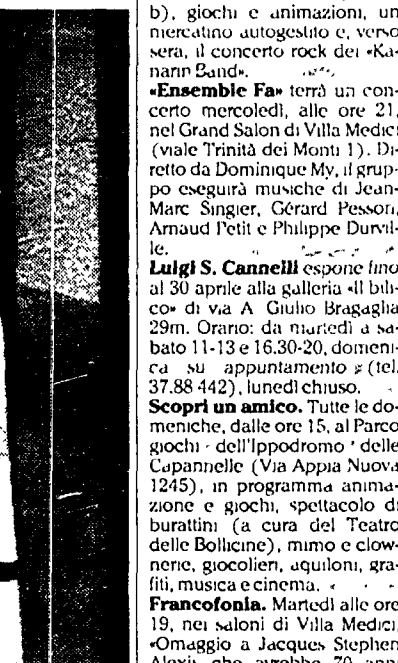 b), giochi e animazioni, un
mercatino autogestito e, verso
sera, il concerto rock dei «Ka-
nann Band».
«Ensemble Fa» terrà un con-
certo mercoledì, alle ore 21,
nel Grand Salon di Villa Medici
(viale Trinità dei Monti 1). Di-
retto da Dominique My, il grup-
po eseguirà musiche di Jean-
Marc Singier, Gérard Pesson,
Arnaud Petit e Philippe Durvil-
le.
Luigi S. Cannelli espone fino
al 30 aprile alla galleria «Il bili-
co» di via A Giulio Bragaglia
29m. Orario: da martedì a sa-
bato 11-13 e 16.30-20, domeni-
ca su appuntamento (tel.
37.88 442), lunedì chiuso.
Scopri un amico. Tutte le do-
meniche, dalle ore 15, al Parco
giochi dell'Ippodromo delle
Capannelle (Via Appia Nuova
1245), in programma anima-
zione e giochi, spettacolo di
burattini (a cura del Teatro
delle Bollicine), mimo e clow-
nerie, giocolieri, aquiloni, gra-
fiti, musica e cinema.
Francofonia. Martedì alle ore
19, nei saloni di Villa Medici,
«Omaggio a Jacques Stephen